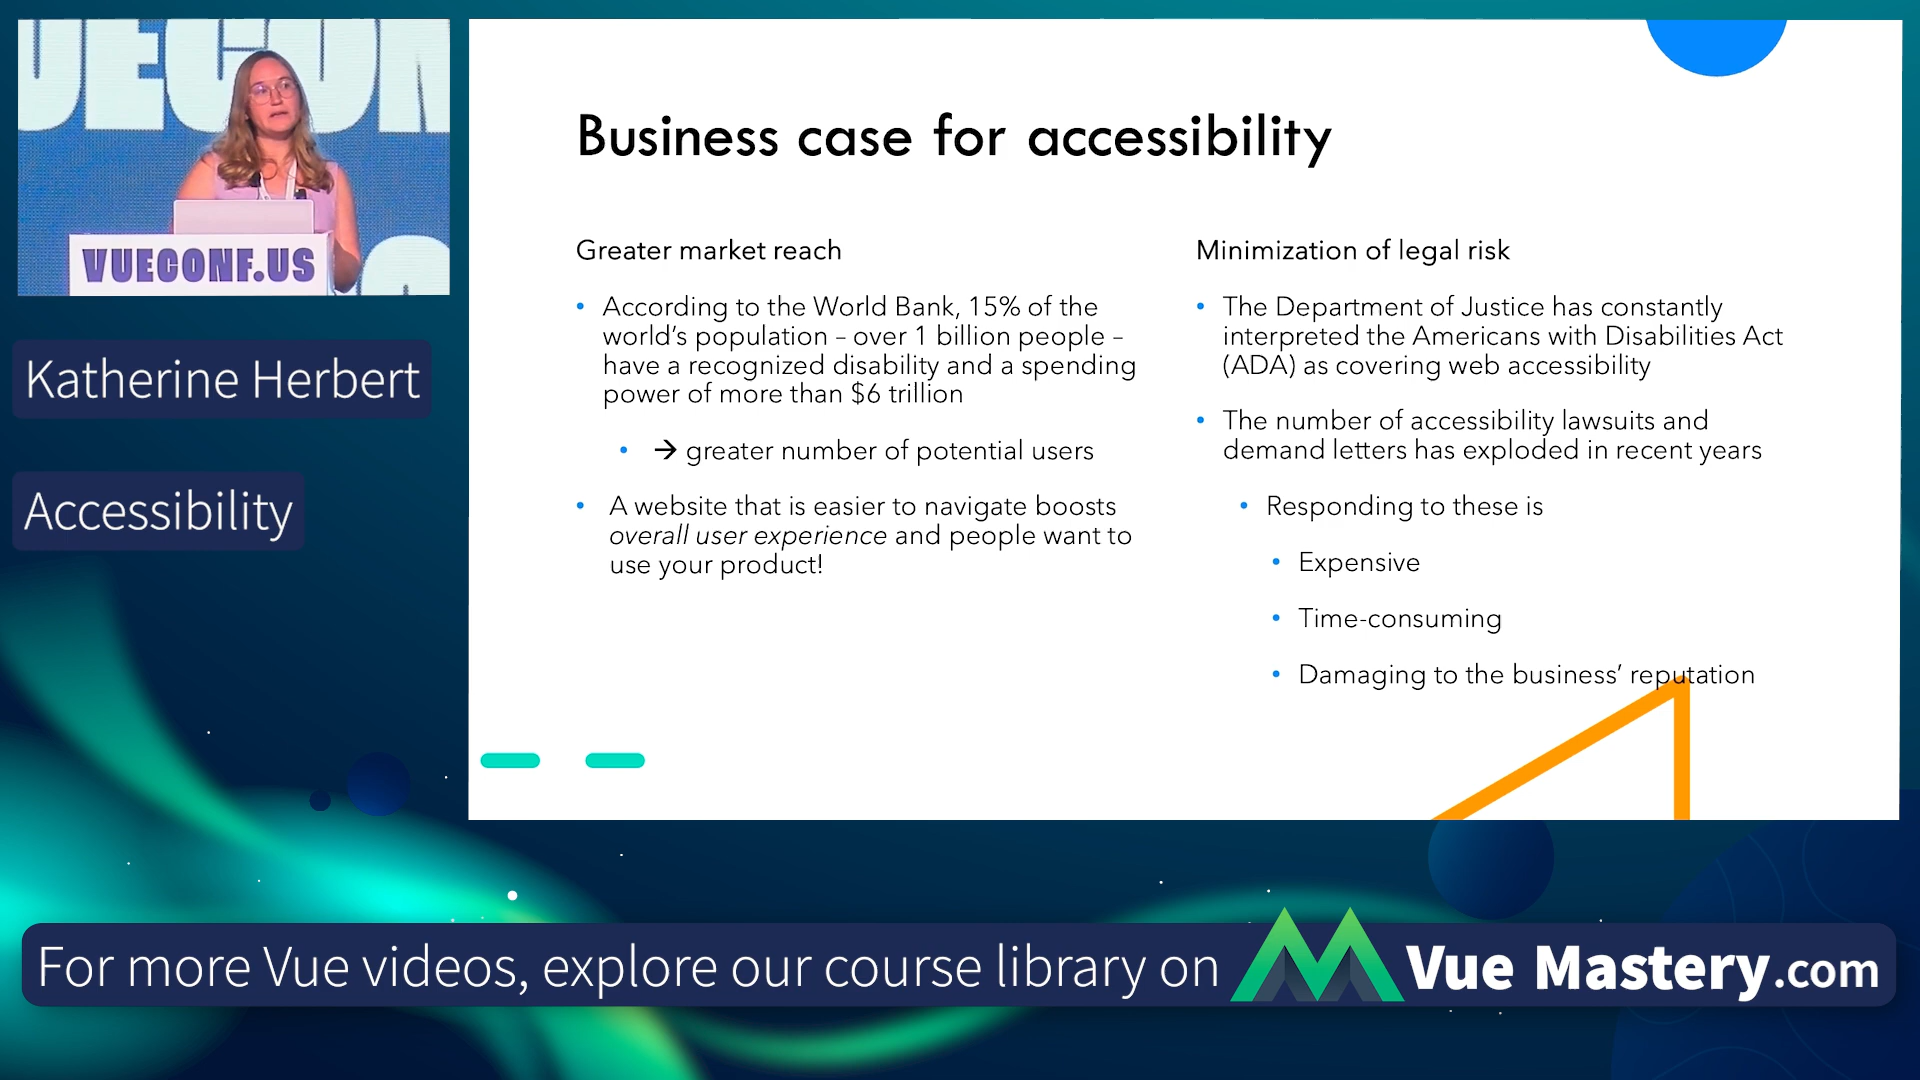 UECON
VUECONF.US
Katherine Herbert
Accessibility
Business case for accessibility
Greater market reach
• According to the World Bank, 15% of the
world's population – over 1 billion people –
have a recognized disability and a spending
power of more than $6 trillion
• → greater number of potential users
• A website that is easier to navigate boosts
overall user experience and people want to
use your product!
Minimization of legal risk
• The Department of Justice has constantly
interpreted the Americans with Disabilities Act
(ADA) as covering web accessibility
• The number of accessibility lawsuits and
demand letters has exploded in recent years
• Responding to these is
• Expensive
• Time-consuming
• Damaging to the business’ reputation
For more Vue videos, explore our course library on Vue Mastery.com